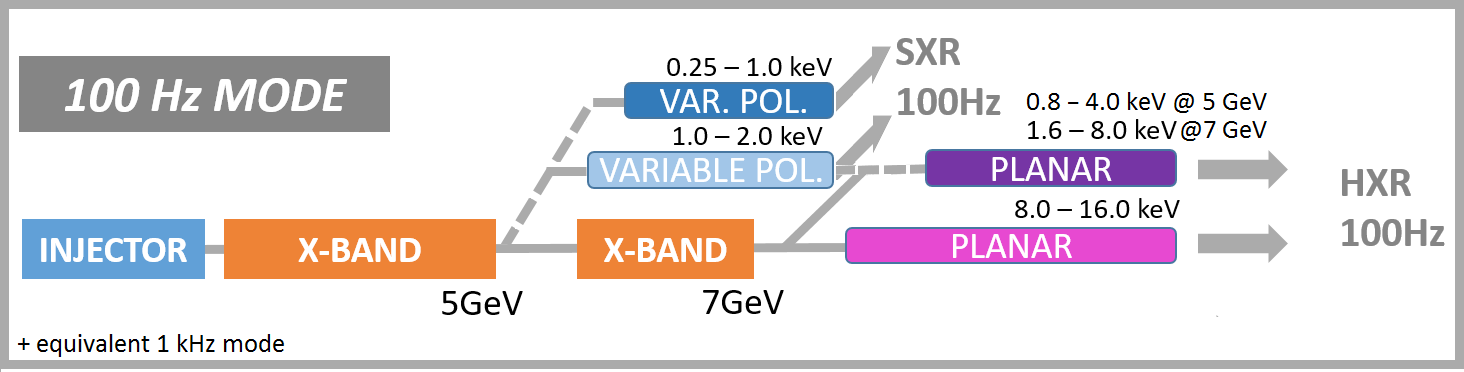 100 Hz MODE
0.25 – 1.0 keV
VAR. POL.
SXR
100Hz
1.0 – 2.0 keV
VARIABLE POL.
0.8 – 4.0 keV @ 5 GeV
1.6 – 8.0 keV @7 GeV
PLANAR
8.0 – 16.0 keV
PLANAR
HXR
100Hz
INJECTOR
X-BAND
X-BAND
5GeV
7GeV
+ equivalent 1 kHz mode